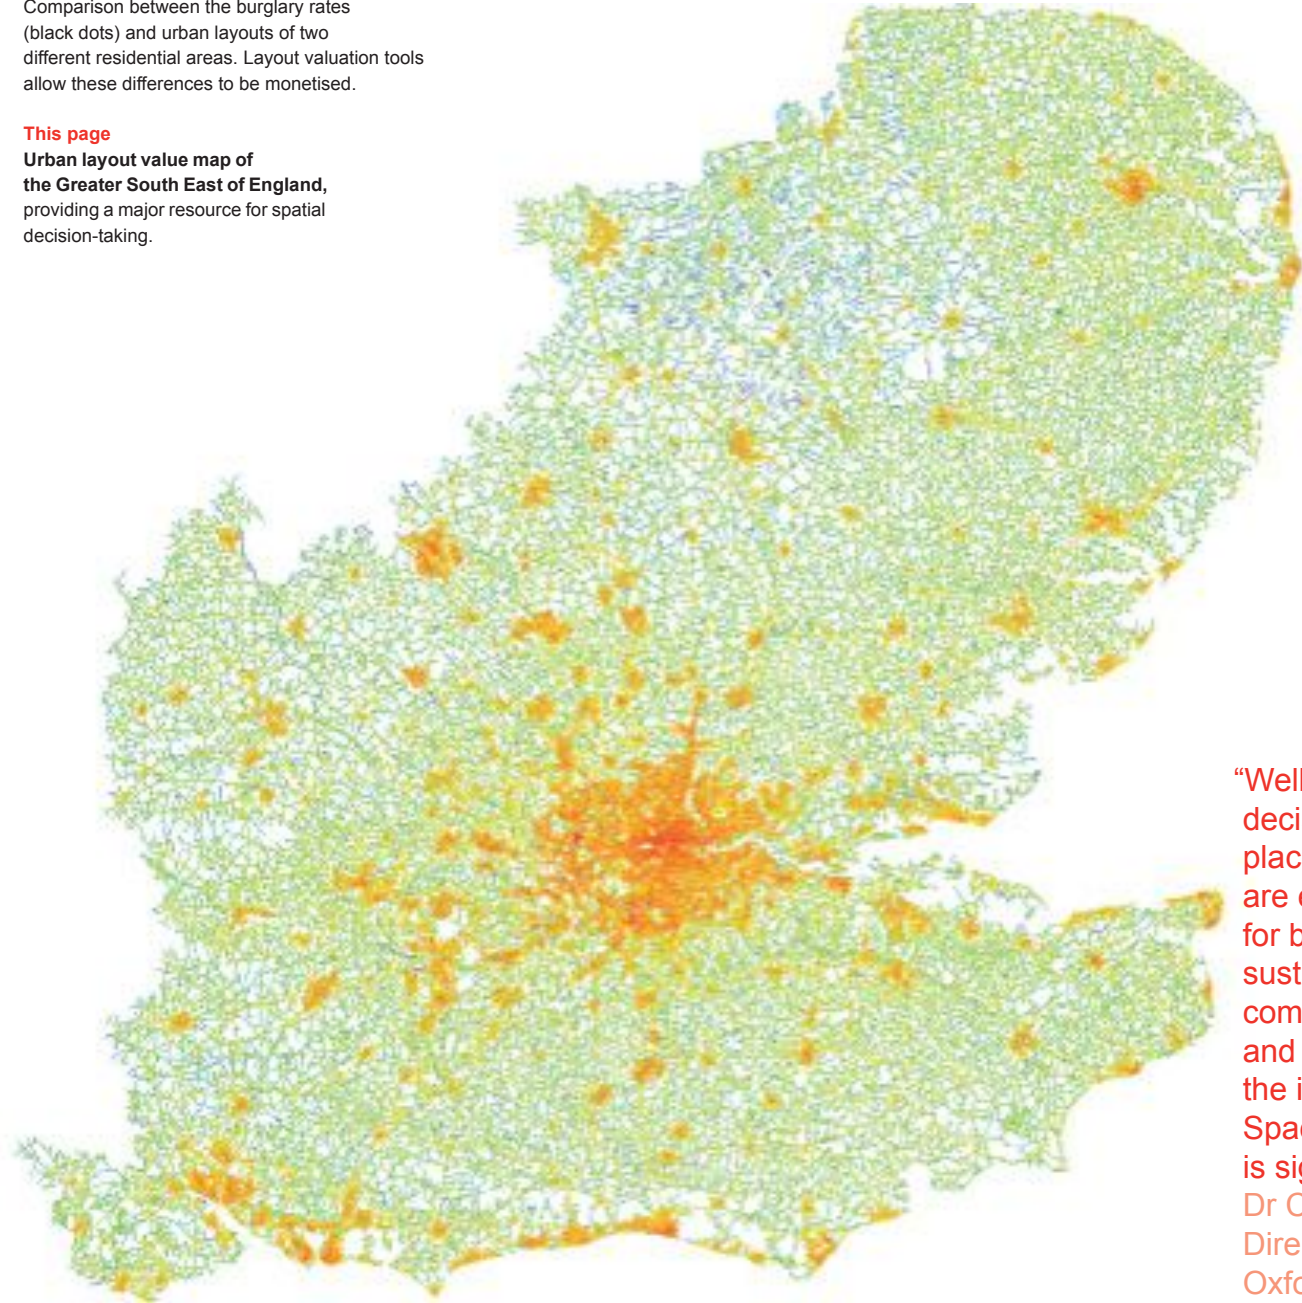 Comparison between the burglary rates
(black dots) and urban layouts of two
different residential areas. Layout valuation tools
allow these differences to be monetised.
This page
Urban layout value map of
the Greater South East of England,
providing a major resource for spatial
decision-taking.
“Well
deci
plac
are
for b
sust
com
and
the i
Spa
is sig
Dr
Dire
Oxfo